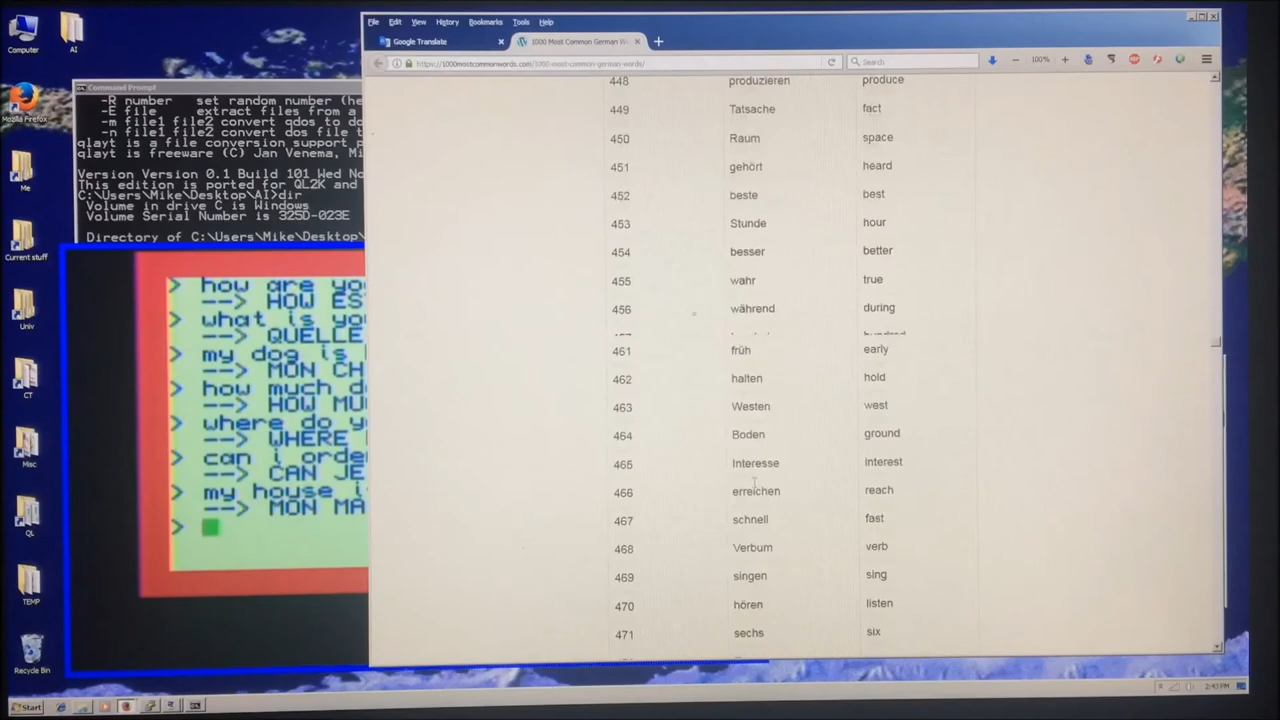 Computer
AI
Mozilla Firefox
Me
Current stuff
Univ
CT
Misc
QL
TEMP
Recycle Bin
Command Prompt
-R number set random number (he
-E file extract files from a
-m file1 file2 convert qdos to do
-n file1 file2 convert dos file t
qlayt is a file conversion support p
qlayt is freeware (C) Jan Venema, Mi
Version Version 0.1 Build 101 Wed No
This edition is ported for QL2K and
C:\Users\Mike\Desktop\AI>dir
Volume in drive C is Windows
Volume Serial Number is 325D-023E
Directory of C:\Users\Mike\Desktop\
> how are you
--> HOW ES
> what is you
--> QUELLE
> my dog is
--> MON CH
> how much d
--> HOW MU
> where do y
--> WHERE
> can i orde
--> CAN JE
> my house i
--> MON MA
>
File Edit View History Bookmarks Tools Help
Google Translate × 1000 Most Common German W × +
https://1000mostcommonwords.com/1000-most-common-german-words/ Search 100%
448 produzieren produce
449 Tatsache fact
450 Raum space
451 gehört heard
452 beste best
453 Stunde hour
454 besser better
455 wahr true
456 während during
461 früh early
462 halten hold
463 Westen west
464 Boden ground
465 Interesse interest
466 erreichen reach
467 schnell fast
468 Verbum verb
469 singen sing
470 hören listen
471 sechs six
Start
2:43 PM